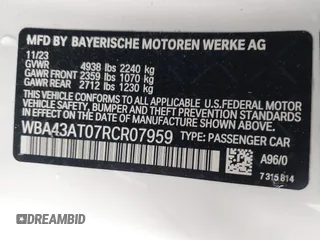 MFD BY BAYERISCHE MOTOREN WERKE AG
11/23
GVWR 4938 lbs 2240 kg
GAWR FRONT 2359 lbs 1070 kg
GAWR REAR 2712 lbs 1230 kg
THIS VEHICLE CONFORMS TO ALL APPLICABLE
U.S. FEDERAL MOTOR VEHICLE SAFETY,
BUMPER, AND THEFT PREVENTION STANDARDS
IN EFFECT ON THE DATE OF MANUFACTURE
SHOWN ABOVE.
WBA43AT07RCR07959 TYPE: PASSENGER CAR
A96/0
7 315 814
DREAMBID